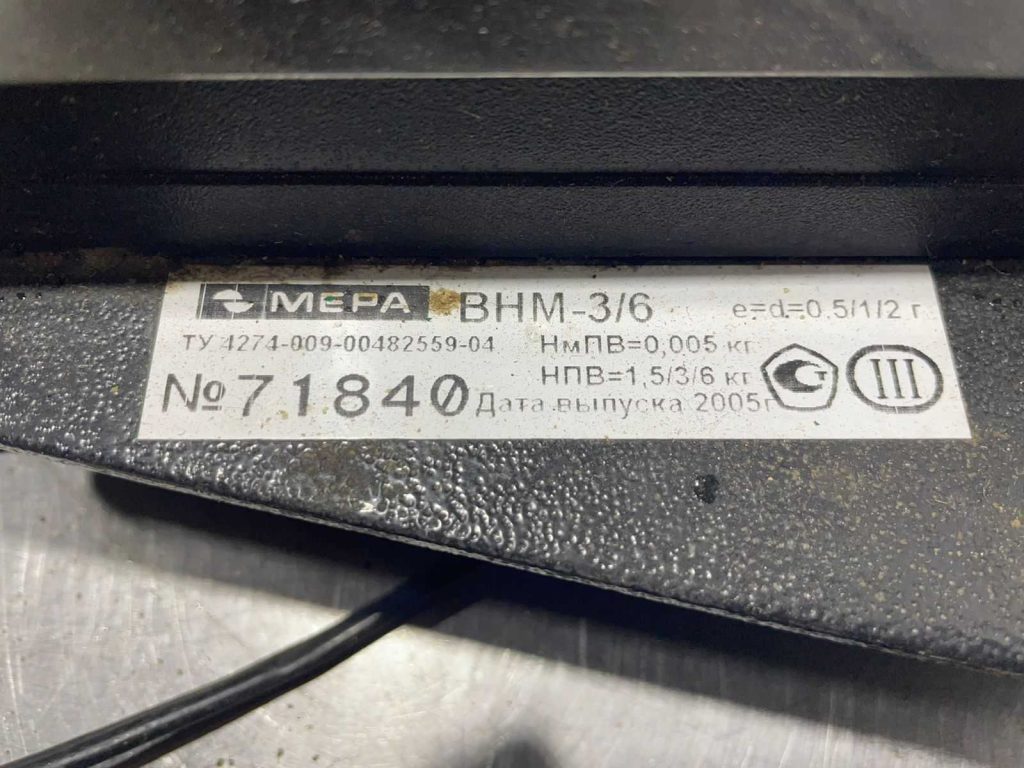 МЕРА ВНМ-3/6 e=d=0.5/1/2 г
ТУ 4274-009-00482559-04 НмПВ=0,005 кг
НПВ=1,5/3/6 кг
№71840 Дата выпуска 2005г
III